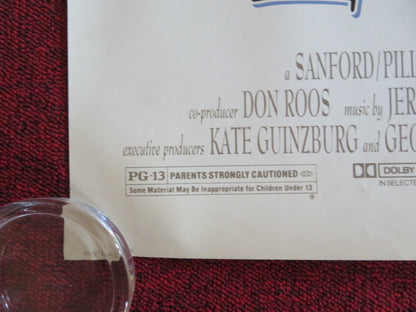 a SANFORD/PILL
co-producer DON ROOS music by JER
executive producers KATE GUINZBURG and GEO
PG-13 PARENTS STRONGLY CAUTIONED
Some Material May Be Inappropriate for Children Under 13
DOLBY
IN SELECTE